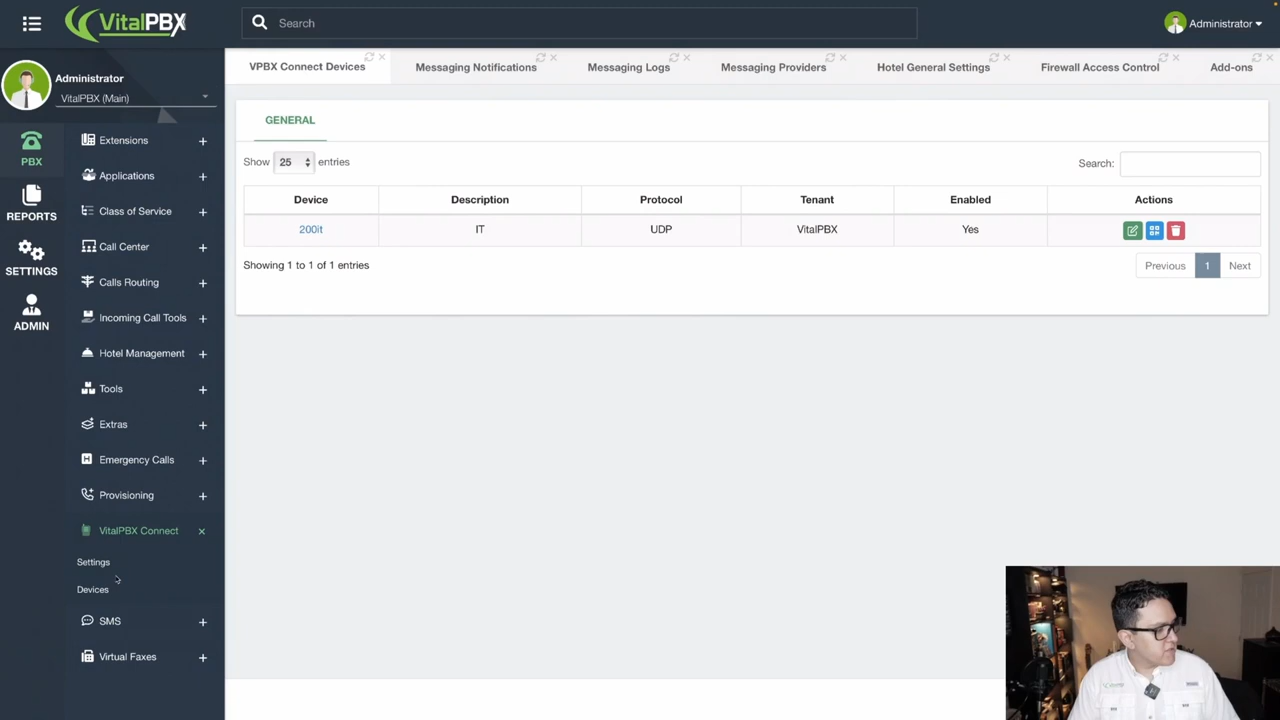 VitalPBX
Search
Administrator
Administrator
VitalPBX (Main)
PBX
REPORTS
SETTINGS
ADMIN
Extensions
Applications
Class of Service
Call Center
Calls Routing
Incoming Call Tools
Hotel Management
Tools
Extras
Emergency Calls
Provisioning
VitalPBX Connect
Settings
Devices
SMS
Virtual Faxes
VPBX Connect Devices
Messaging Notifications
Messaging Logs
Messaging Providers
Hotel General Settings
Firewall Access Control
Add-ons
GENERAL
Show 25 entries
Search:
Device Description Protocol Tenant Enabled Actions
200it IT UDP VitalPBX Yes
Showing 1 to 1 of 1 entries
Previous 1 Next